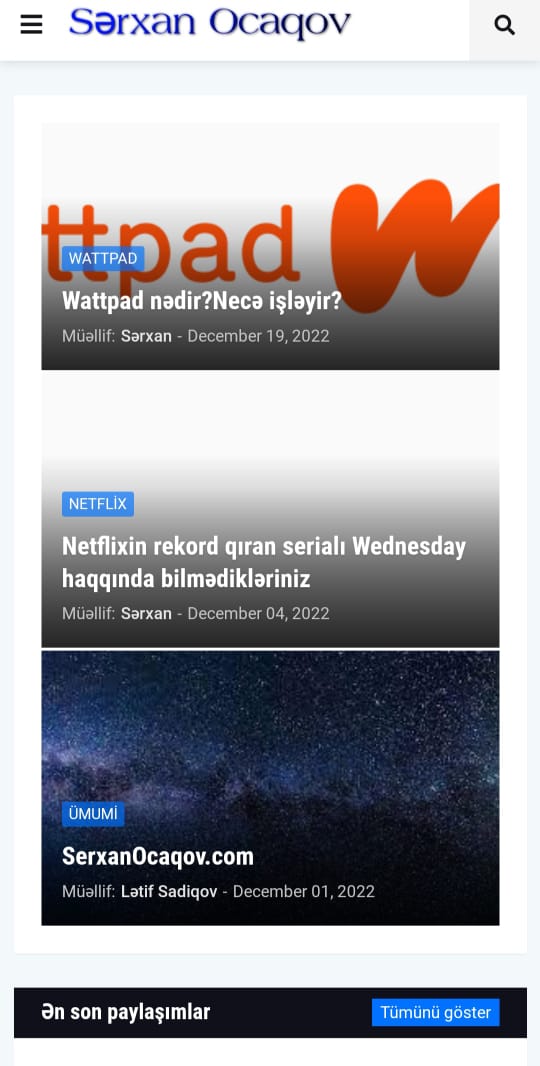 Sərxan Ocaqov
ttpad W
WATTPAD
Wattpad nədir?Necə işləyir?
Müəllif: Sərxan - December 19, 2022
NETFLİX
Netflixin rekord qıran serialı Wednesday
haqqında bilmədikləriniz
Müəllif: Sərxan - December 04, 2022
ÜMUMİ
SerxanOcaqov.com
Müəllif: Lətif Sadiqov - December 01, 2022
Ən son paylaşımlar
Tümünü göster